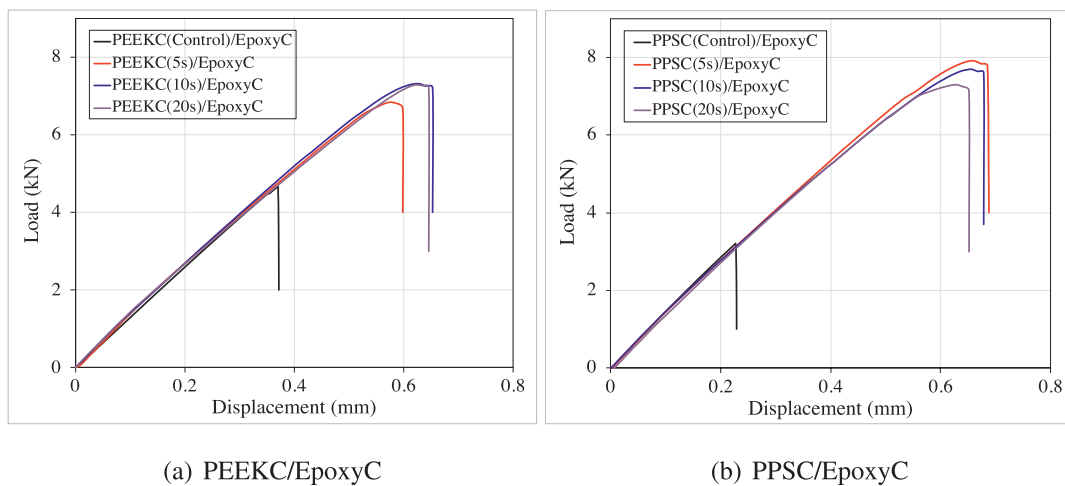 PEEKC(Control)/EpoxyC
PEEKC(5s)/EpoxyC
PEEKC(10s)/EpoxyC
PEEKC(20s)/EpoxyC
8
6
4
2
0
Load (kN)
0
0.2
0.4
0.6
0.8
Displacement (mm)
(a) PEEKC/EpoxyC
PPSC(Control)/EpoxyC
PPSC(5s)/EpoxyC
PPSC(10s)/EpoxyC
PPSC(20s)/EpoxyC
8
6
4
2
0
Load (kN)
0
0.2
0.4
0.6
0.8
Displacement (mm)
(b) PPSC/EpoxyC